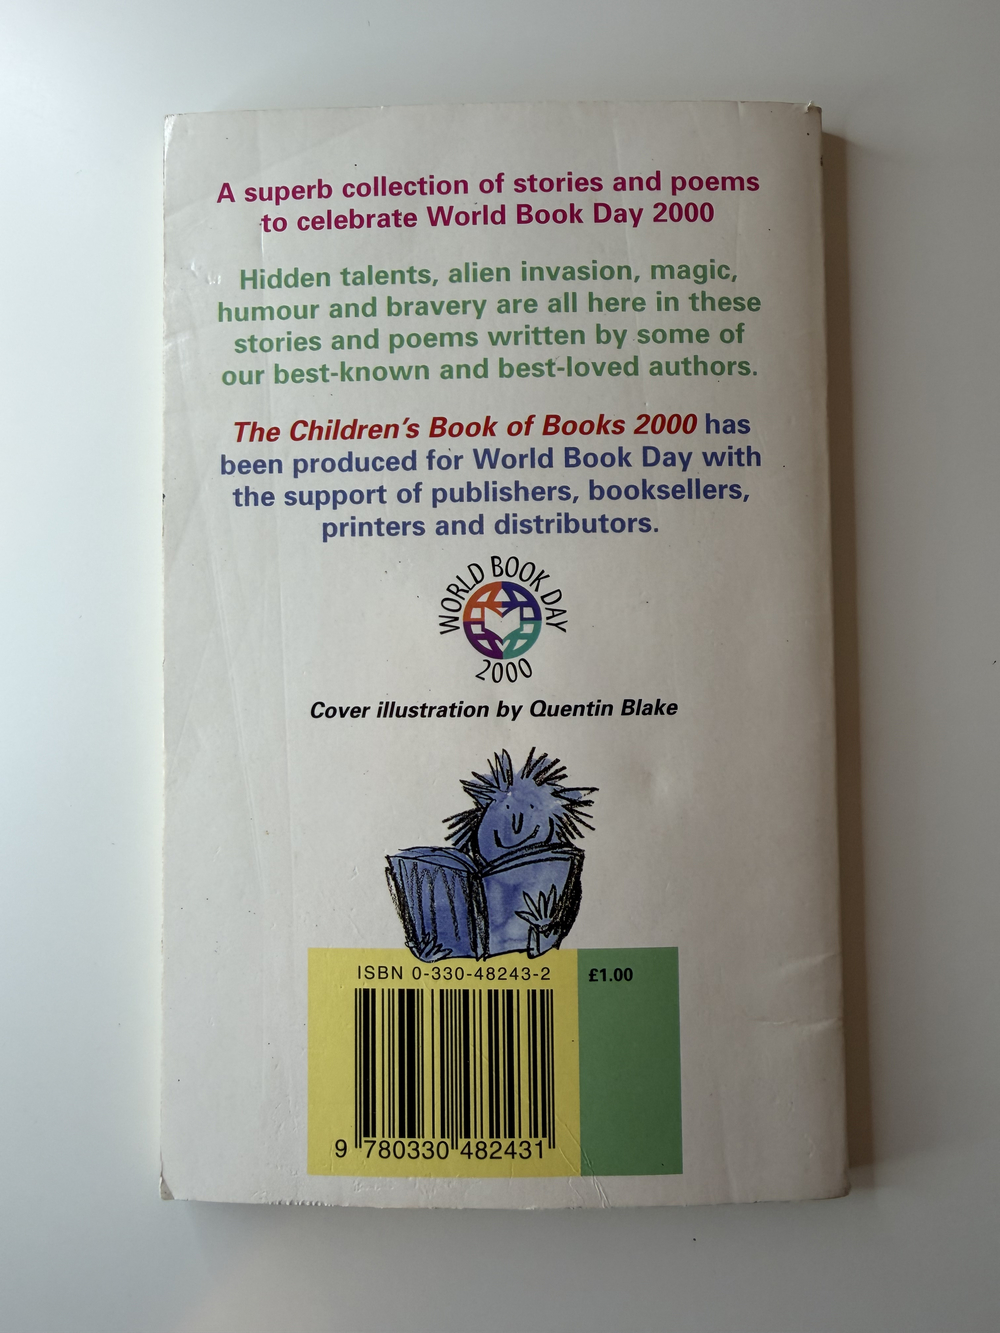 A superb collection of stories and poems
to celebrate World Book Day 2000
Hidden talents, alien invasion, magic,
humour and bravery are all here in these
stories and poems written by some of
our best-known and best-loved authors.
The Children's Book of Books 2000 has
been produced for World Book Day with
the support of publishers, booksellers,
printers and distributors.
WORLD BOOK DAY
2000
Cover illustration by Quentin Blake
ISBN 0-330-48243-2
£1.00
9 780330 482431